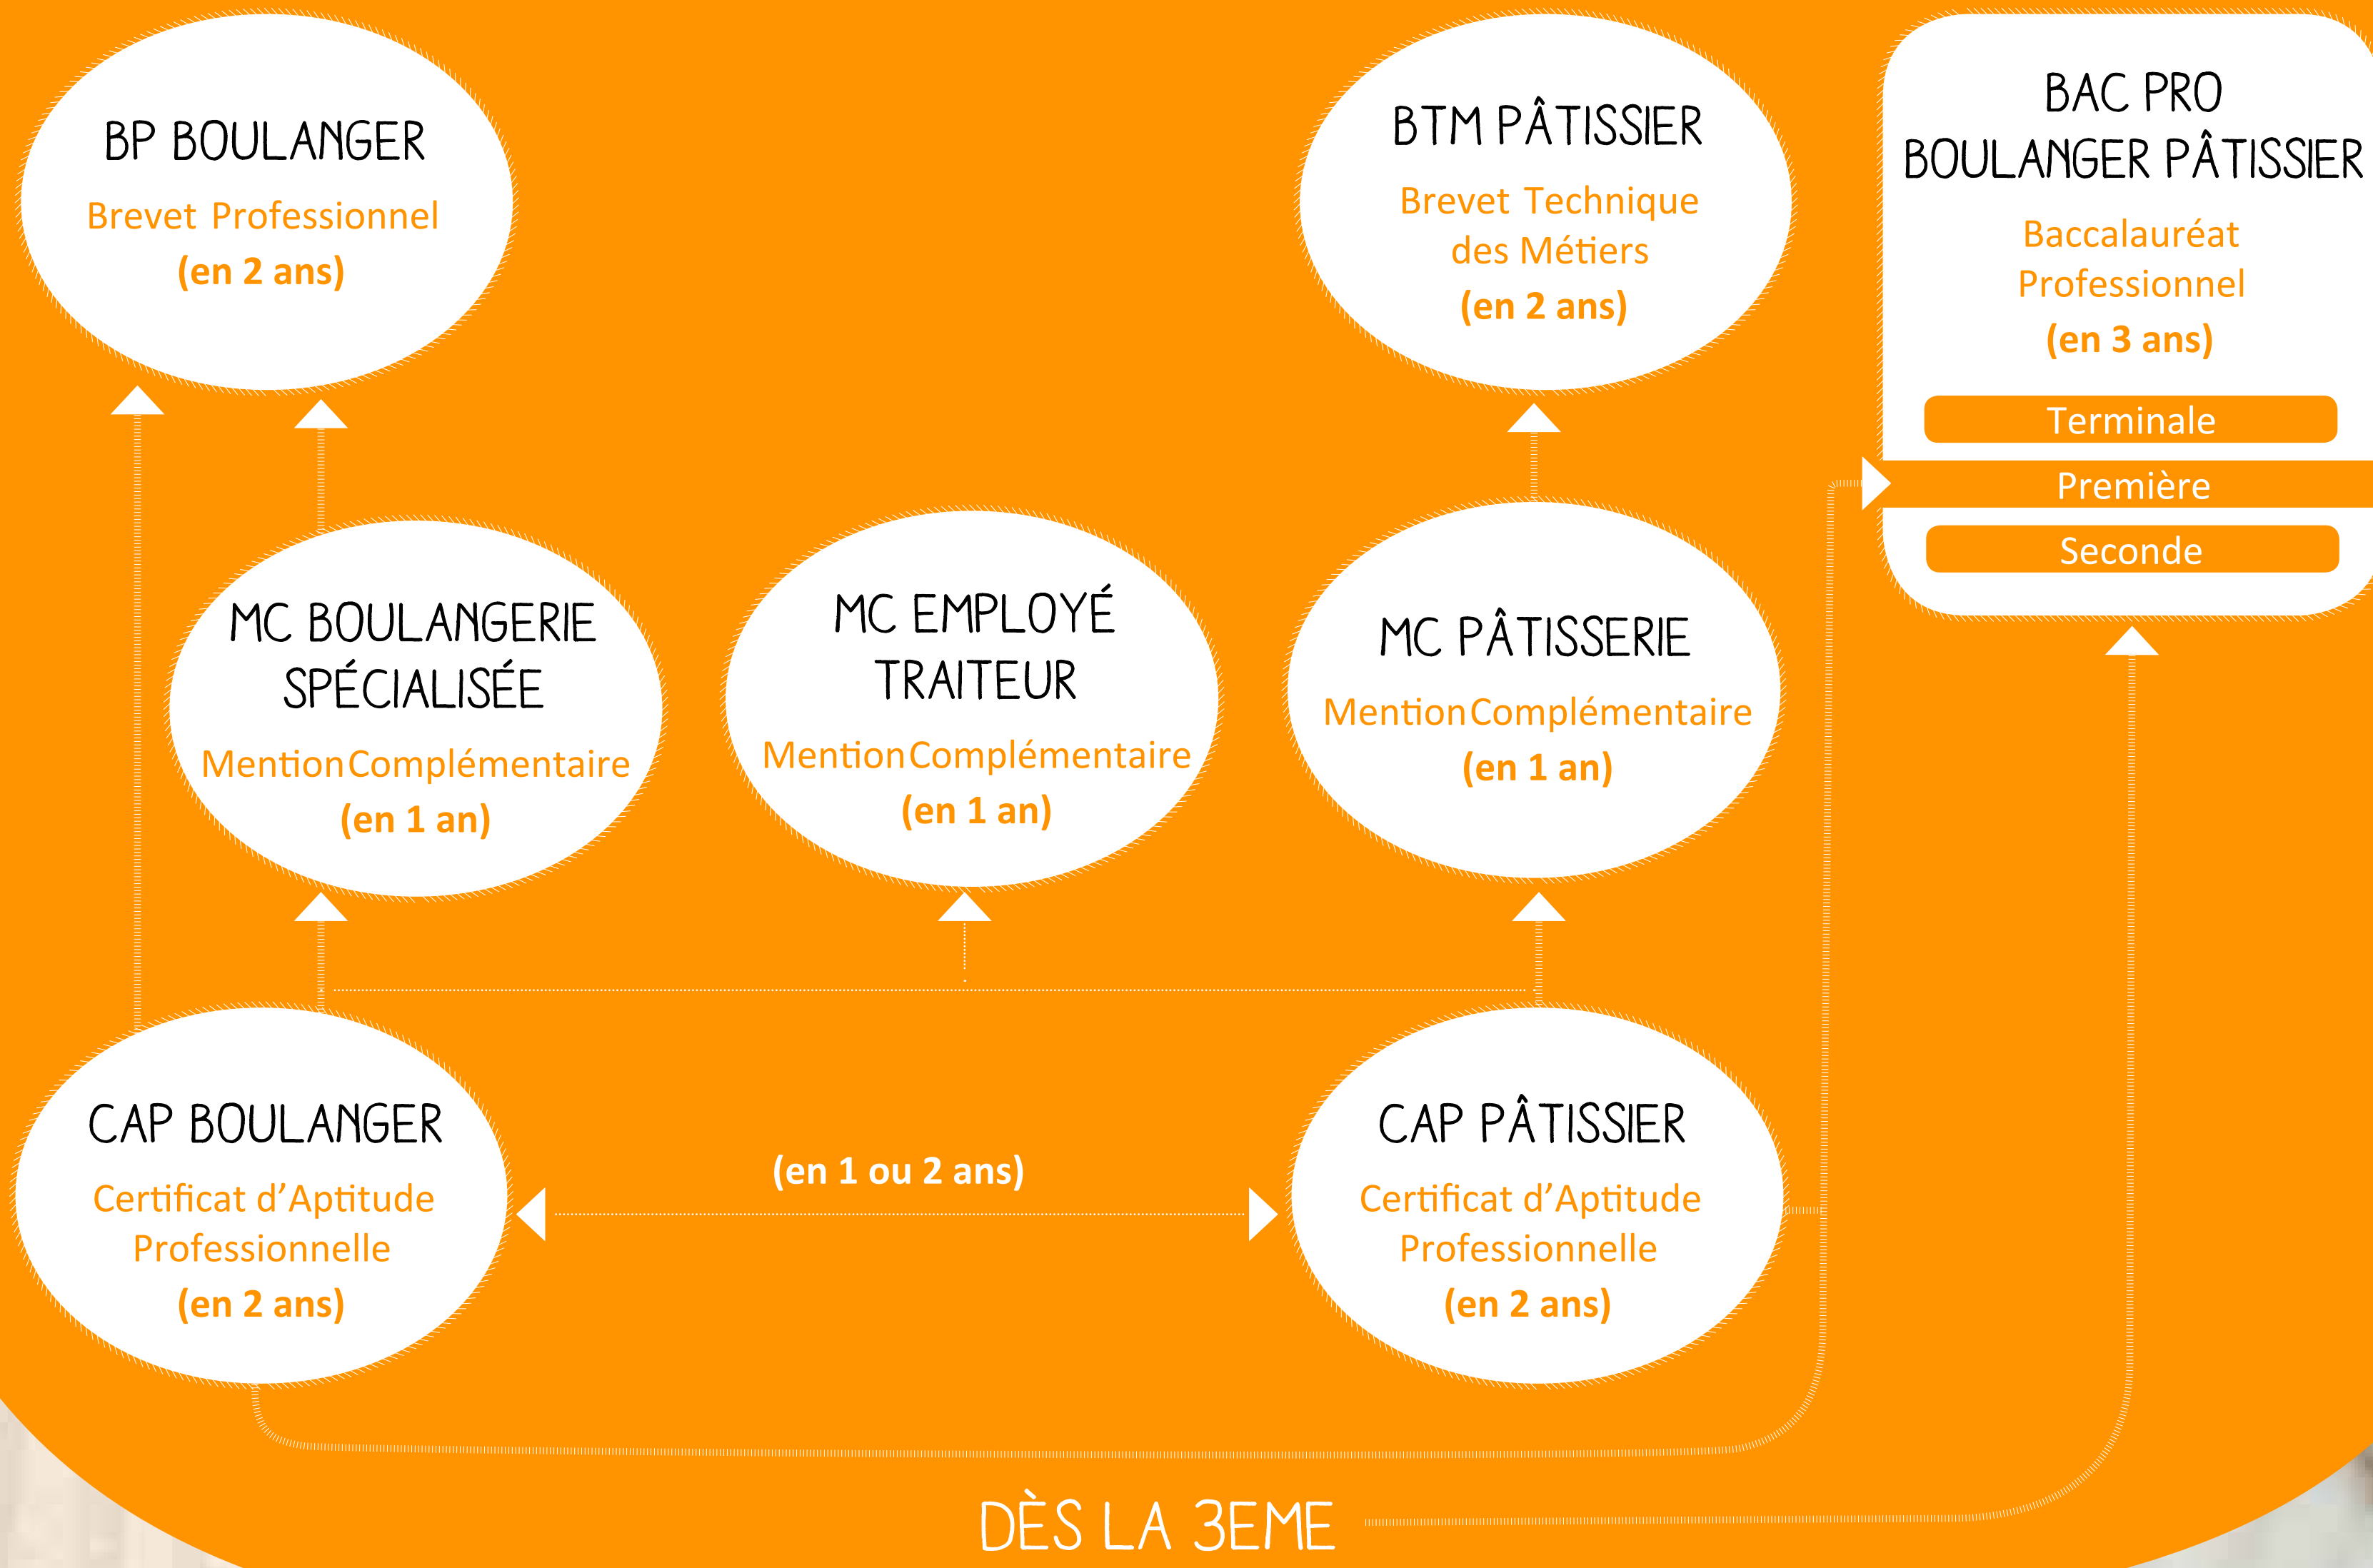 BP BOULANGER
Brevet Professionnel
(en 2 ans)
BTM PÂTISSIER
Brevet Technique
des Métiers
(en 2 ans)
BAC PRO
BOULANGER PÂTISSIER
Baccalauréat
Professionnel
(en 3 ans)
Terminale
Première
Seconde
MC BOULANGERIE
SPÉCIALISÉE
Mention Complémentaire
(en 1 an)
MC EMPLOYÉ
TRAITEUR
Mention Complémentaire
(en 1 an)
MC PÂTISSERIE
Mention Complémentaire
(en 1 an)
CAP BOULANGER
Certificat d’Aptitude
Professionnelle
(en 2 ans)
(en 1 ou 2 ans)
CAP PÂTISSIER
Certificat d’Aptitude
Professionnelle
(en 2 ans)
DÈS LA 3EME